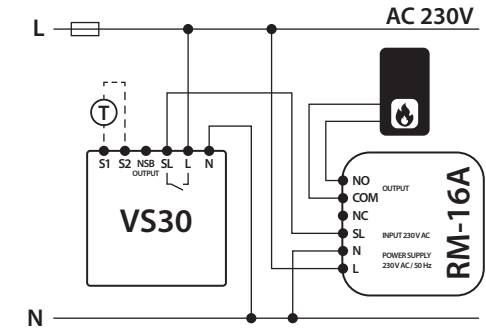 AC 230V
L
T
S1 S2 NSB SL L N
OUTPUT
VS30
NO
OUTPUT
COM
NC
SL INPUT 230V AC
N POWER SUPPLY
L 230V AC / 50 Hz
RM-16A
N